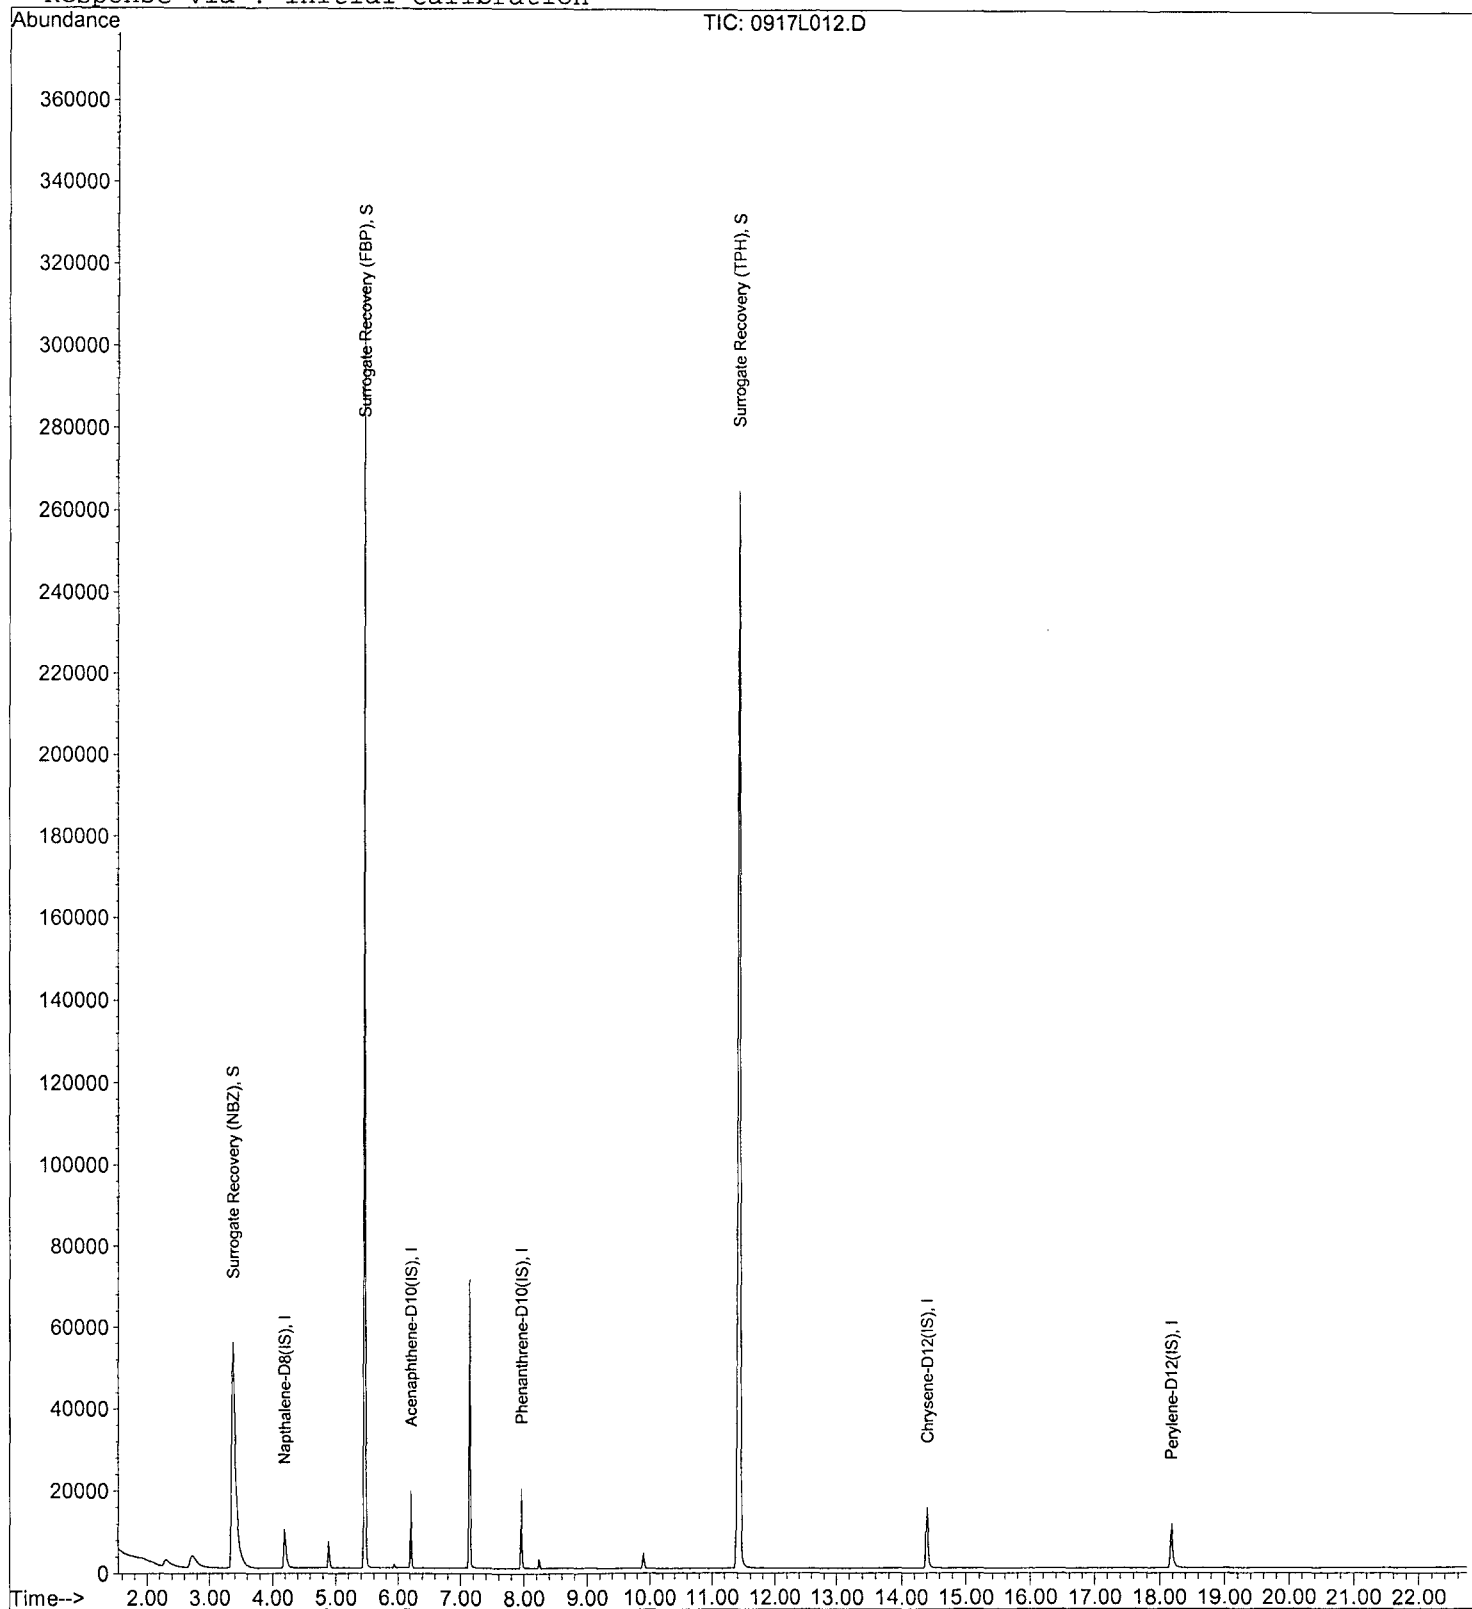 Response via : Initial Calibration
Abundance
TIC: 0917L012.D
360000
340000
320000
300000
280000
260000
240000
220000
200000
180000
160000
140000
120000
100000
80000
60000
40000
20000
0
Surrogate Recovery (NBZ), S
Napthalene-D8(IS), I
Surrogate Recovery (FBP), S
Acenaphthene-D10(IS), I
Phenanthrene-D10(IS), I
Surrogate Recovery (TPH), S
Chrysene-D12(IS), I
Perylene-D12(IS), I
Time--> 2.00 3.00 4.00 5.00 6.00 7.00 8.00 9.00 10.00 11.00 12.00 13.00 14.00 15.00 16.00 17.00 18.00 19.00 20.00 21.00 22.00